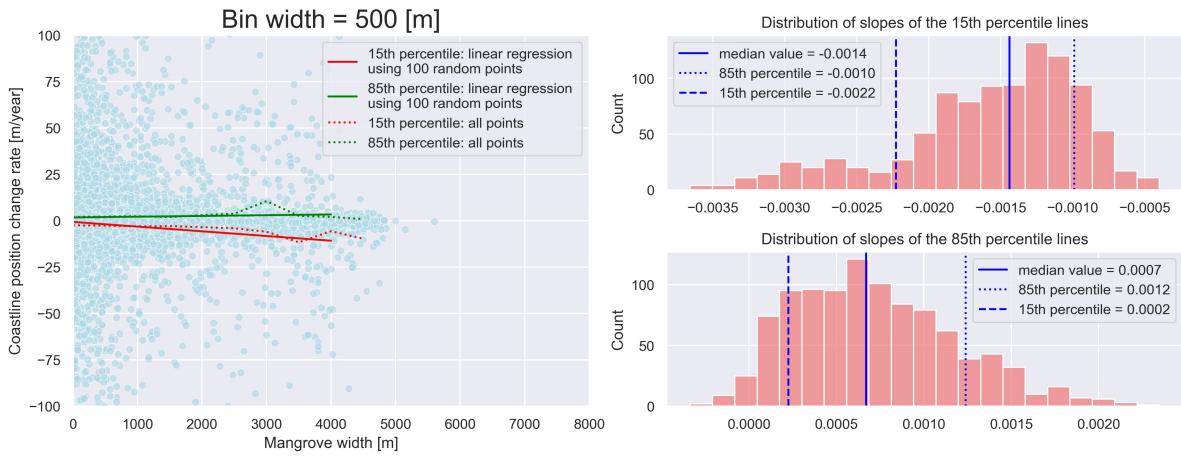 Bin width = 500 [m]
15th percentile: linear regression
using 100 random points
85th percentile: linear regression
using 100 random points
15th percentile: all points
85th percentile: all points
Coastline position change rate [m/year]
100
75
50
25
0
−25
−50
−75
−100
0 1000 2000 3000 4000 5000 6000 7000 8000
Mangrove width [m]
Distribution of slopes of the 15th percentile lines
median value = -0.0014
85th percentile = -0.0010
15th percentile = -0.0022
Count
100
50
0
−0.0035 −0.0030 −0.0025 −0.0020 −0.0015 −0.0010 −0.0005
Distribution of slopes of the 85th percentile lines
median value = 0.0007
85th percentile = 0.0012
15th percentile = 0.0002
Count
100
50
0
0.0000 0.0005 0.0010 0.0015 0.0020